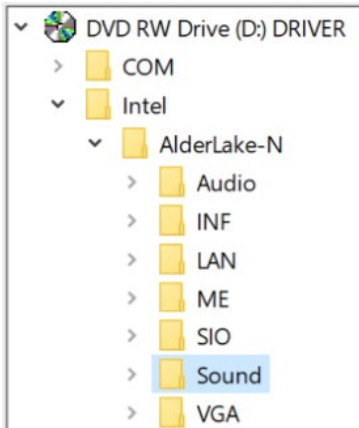 DVD RW Drive (D:) DRIVER
COM
Intel
AlderLake-N
Audio
INF
LAN
ME
SIO
Sound
VGA